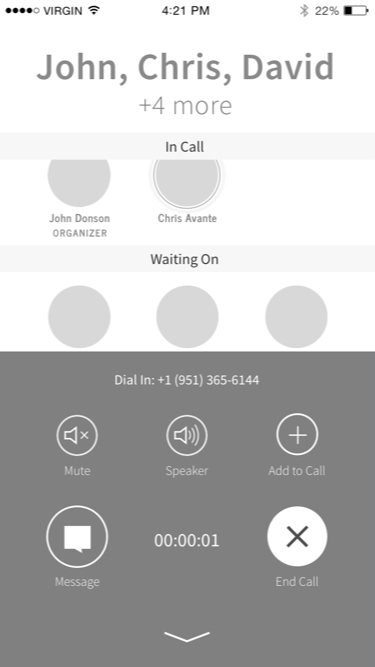 VIRGIN 4:21 PM 22%
John, Chris, David
+4 more
In Call
John Donson Chris Avante
ORGANIZER
Waiting On
Dial In: +1 (951) 365-6144
Mute Speaker Add to Call
00:00:01
Message End Call